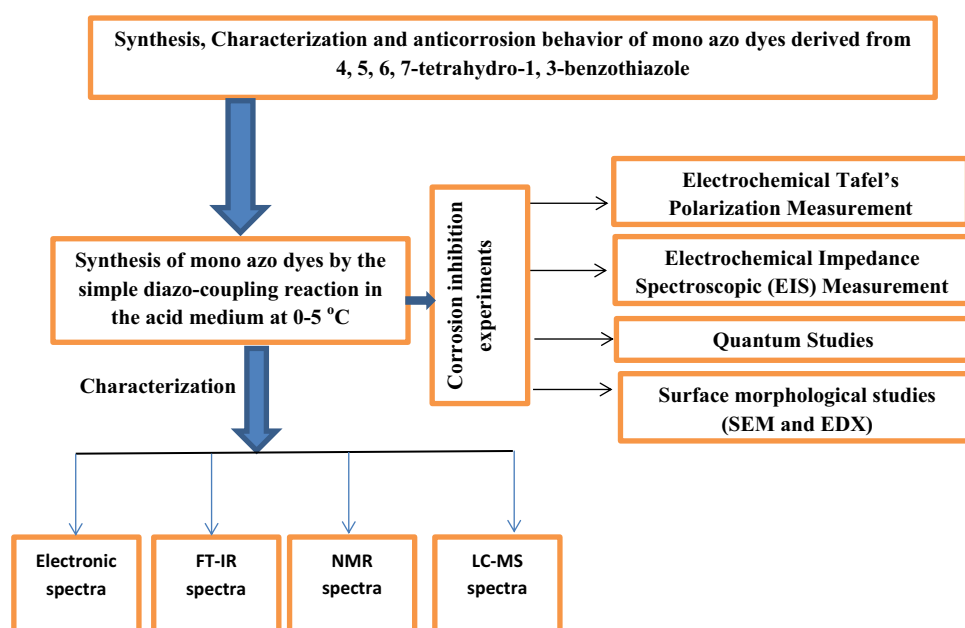 Synthesis, Characterization and anticorrosion behavior of mono azo dyes derived from
4, 5, 6, 7-tetrahydro-1, 3-benzothiazole
Synthesis of mono azo dyes by the
simple diazo-coupling reaction in
the acid medium at 0-5 °C
Corrosion inhibition
experiments
Electrochemical Tafel's
Polarization Measurement
Electrochemical Impedance
Spectroscopic (EIS) Measurement
Quantum Studies
Surface morphological studies
(SEM and EDX)
Characterization
Electronic
spectra
FT-IR
spectra
NMR
spectra
LC-MS
spectra